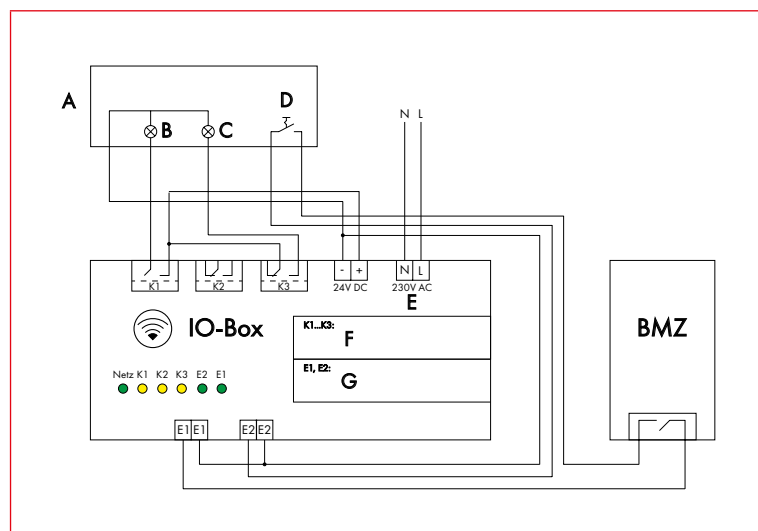 A
B
C
D
N L
K1
K2
K3
- +
24V DC
N L
230V AC
E
IO-Box
K1...K3:
F
E1, E2:
G
Netz K1 K2 K3 E2 E1
BMZ
E1 E1
E2 E2